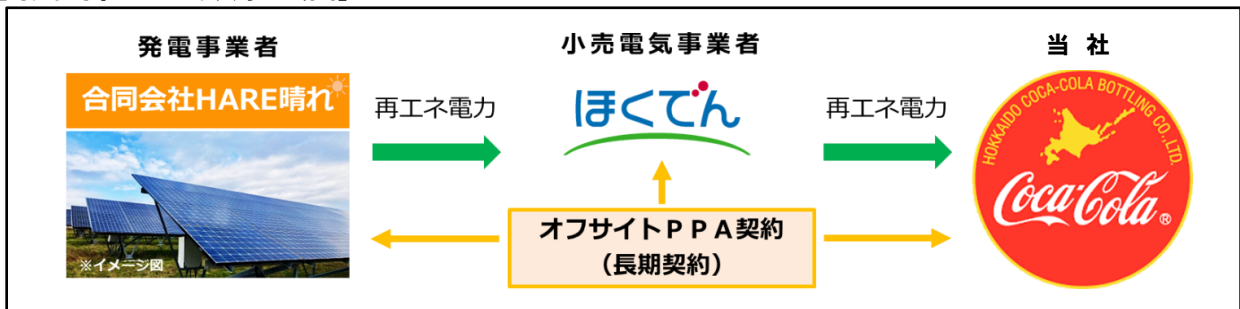 発電事業者
小売電気事業者
当社
合同会社HARE晴れ
再エネ電力
ほくでん
再エネ電力
HOKKAIDO COCA-COLA BOTTLING CO.,LTD.
Coca-Cola ®
※イメージ図
オフサイトPPA契約
(長期契約)